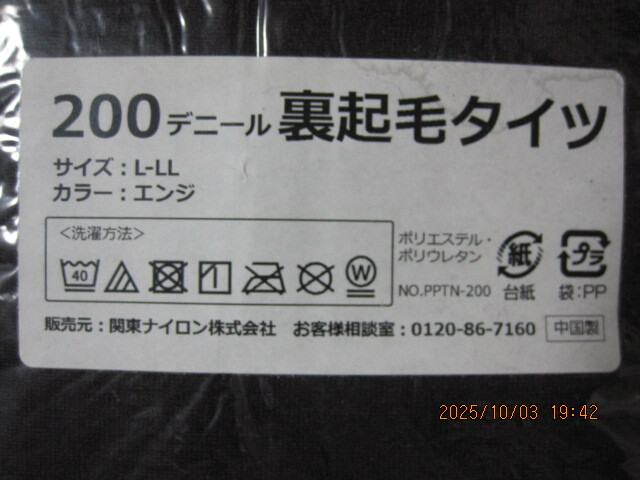 200デニール裏起毛タイツ
サイズ：L-LL
カラー：エンジ
＜洗濯方法＞
40
W
ポリエステル・
ポリウレタン
NO.PPTN-200
紙
台紙
プラ
袋：PP
販売元：関東ナイロン株式会社　お客様相談室：0120-86-7160
中国製
2025/10/03 19:42